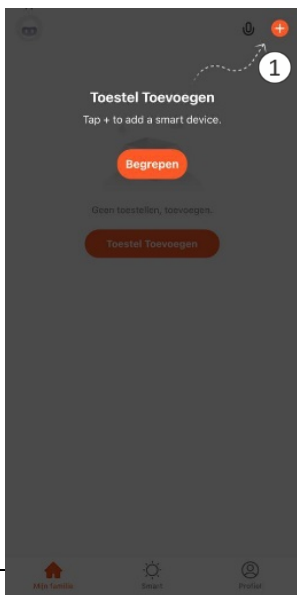 1
Toestel Toevoegen
Tap + to add a smart device.
Begrepen
Geen toestellen, toevoegen.
Toestel Toevoegen
Mijn familie
Smart
Profiel